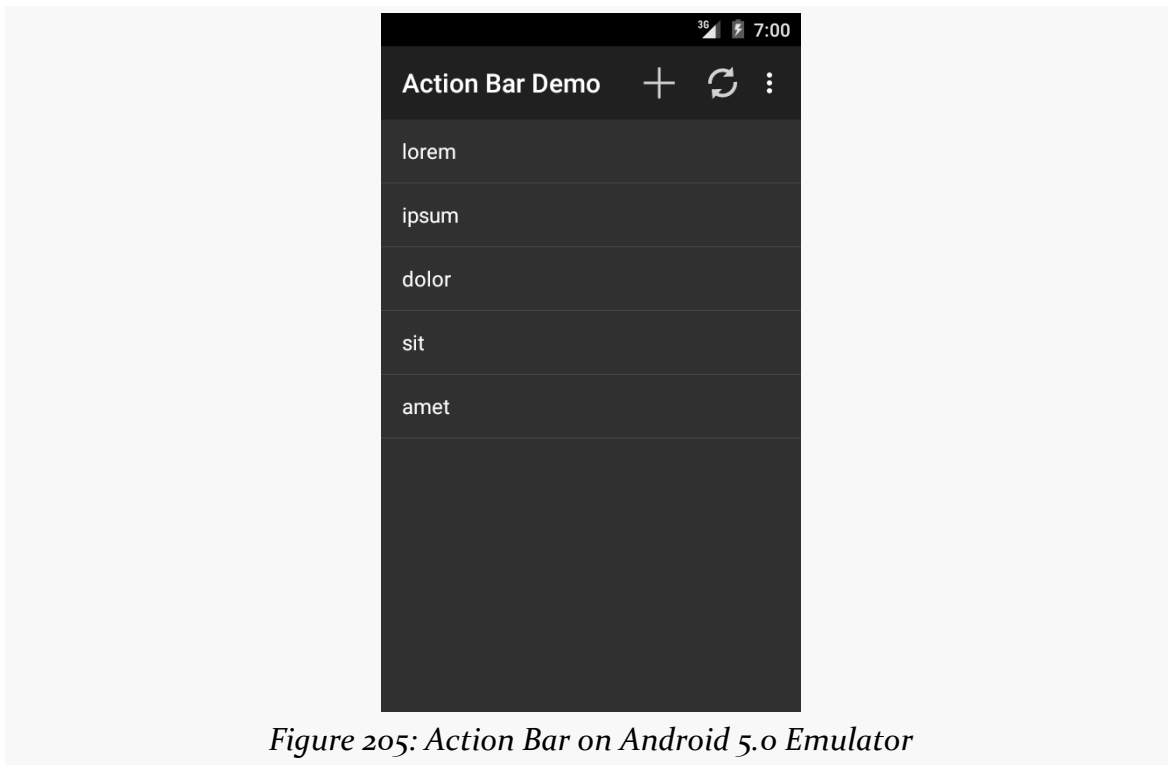 3G 7:00
Action Bar Demo
lorem
ipsum
dolor
sit
amet
Figure 205: Action Bar on Android 5.0 Emulator